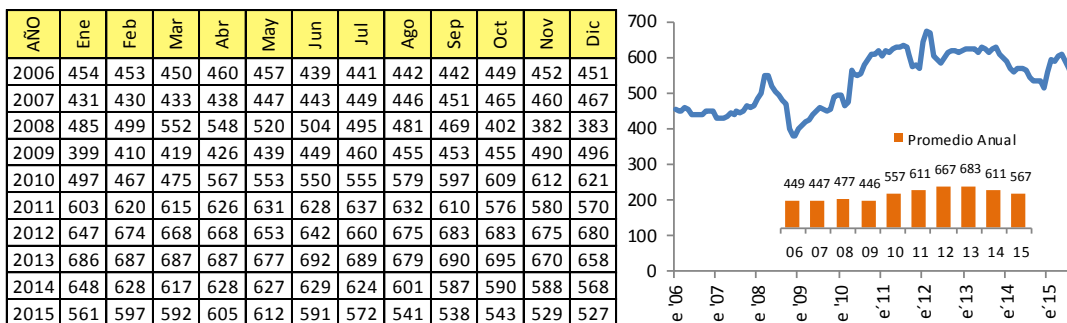 AÑO Ene Feb Mar Abr May Jun Jul Ago Sep Oct Nov Dic
2006 454 453 450 460 457 439 441 442 442 449 452 451
2007 431 430 433 438 447 443 449 446 451 465 460 467
2008 485 499 552 548 520 504 495 481 469 402 382 383
2009 399 410 419 426 439 449 460 455 453 455 490 496
2010 497 467 475 567 553 550 555 579 597 609 612 621
2011 603 620 615 626 631 628 637 632 610 576 580 570
2012 647 674 668 668 653 642 660 675 683 683 675 680
2013 686 687 687 687 677 692 689 679 690 695 670 658
2014 648 628 617 628 627 629 624 601 587 590 588 568
2015 561 597 592 605 612 591 572 541 538 543 529 527
700
600
500
400
300
200
100
0
Promedio Anual
449 447 477 446 557 611 667 683 611 567
06 07 08 09 10 11 12 13 14 15
e'06 e'07 e'08 e'09 e'10 e'11 e'12 e'13 e'14 e'15